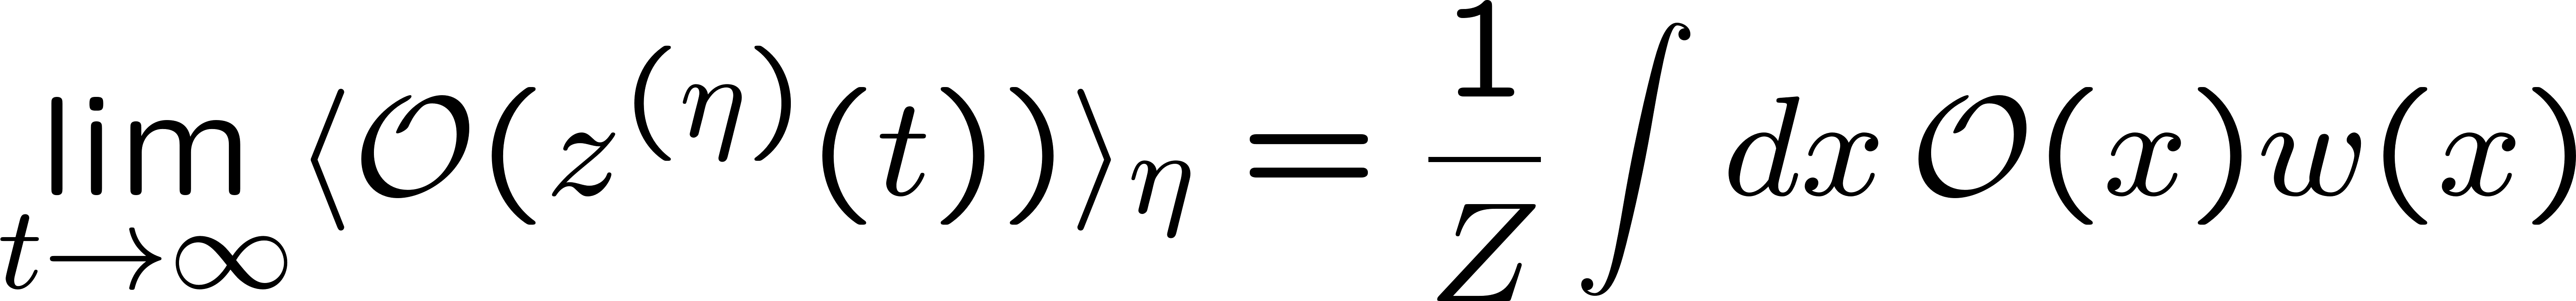 \lim_{t \to \infty} \langle \mathcal{O}(z^{(\eta)}(t)) \rangle_{\eta} = \frac{1}{Z} \int dx \, \mathcal{O}(x) w(x)